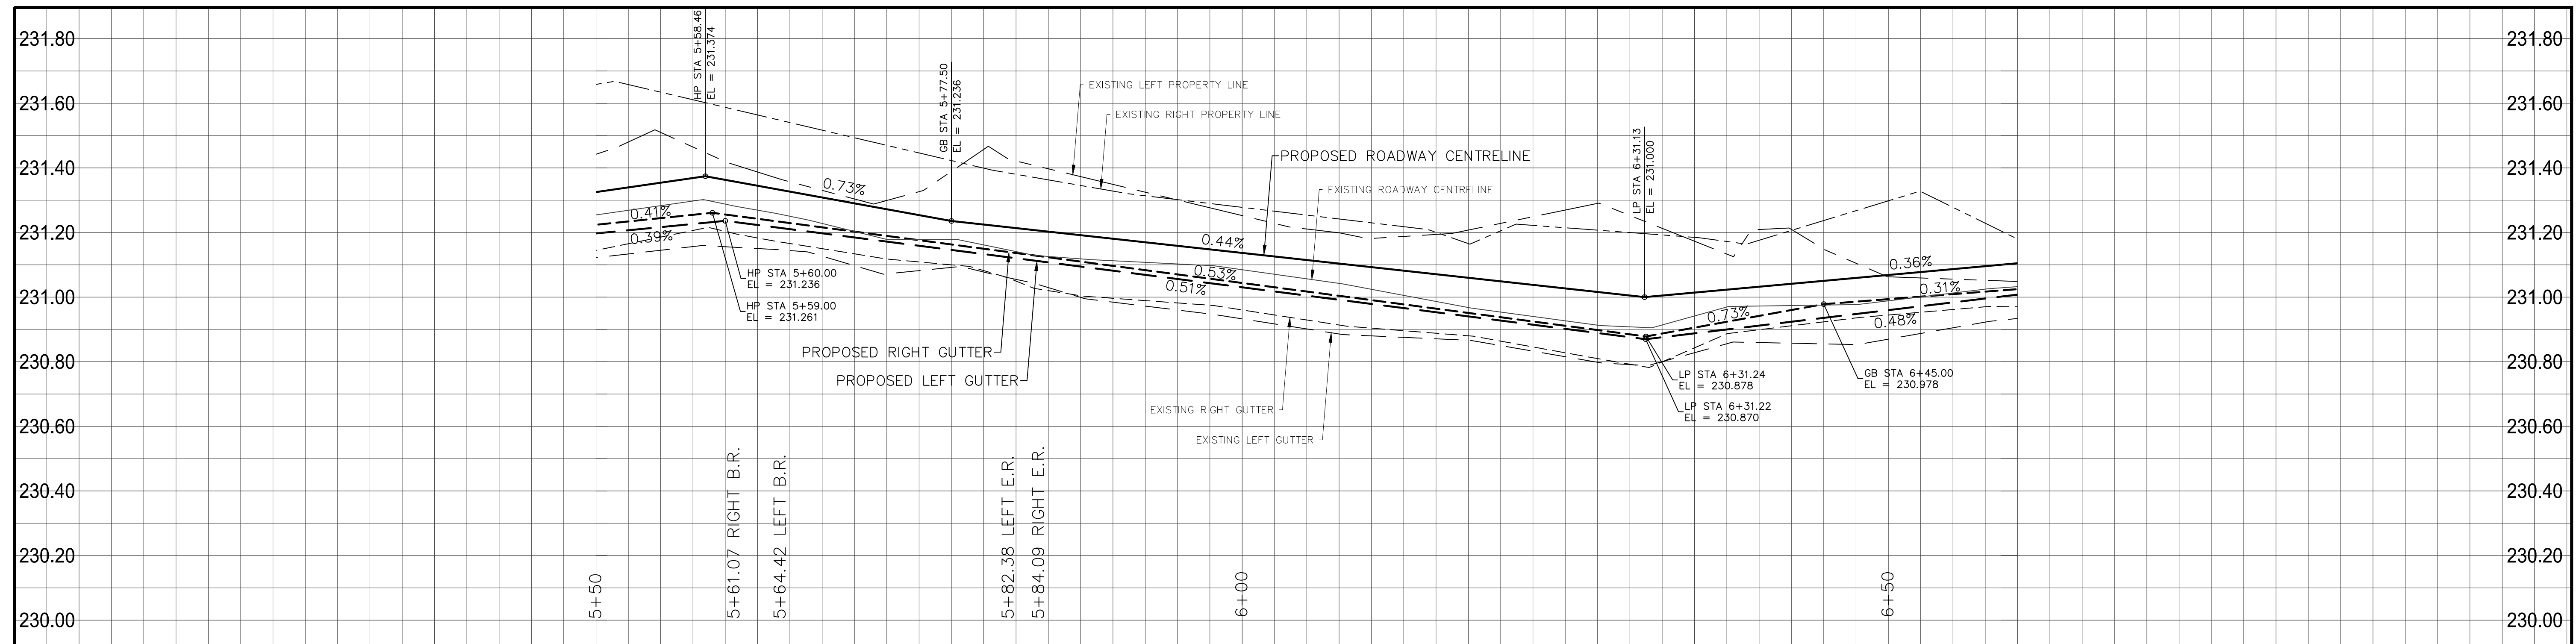 231.80
231.60
231.40
231.20
231.00
230.80
230.60
230.40
230.20
230.00
HP STA 5+58.46
EL = 231.374
GB STA 5+77.50
EL = 231.236
EXISTING LEFT PROPERTY LINE
EXISTING RIGHT PROPERTY LINE
PROPOSED ROADWAY CENTRELINE
EXISTING ROADWAY CENTRELINE
LP STA 6+31.13
EL = 231.000
0.73%
0.41%
0.39%
0.44%
0.53%
0.51%
0.36%
0.31%
0.73%
0.48%
HP STA 5+60.00
EL = 231.236
HP STA 5+59.00
EL = 231.261
PROPOSED RIGHT GUTTER
PROPOSED LEFT GUTTER
EXISTING RIGHT GUTTER
EXISTING LEFT GUTTER
LP STA 6+31.24
EL = 230.878
LP STA 6+31.22
EL = 230.870
GB STA 6+45.00
EL = 230.978
5+50
5+61.07 RIGHT B.R.
5+64.42 LEFT B.R.
5+82.38 LEFT E.R.
5+84.09 RIGHT E.R.
6+00
6+50
231.80
231.60
231.40
231.20
231.00
230.80
230.60
230.40
230.20
230.00